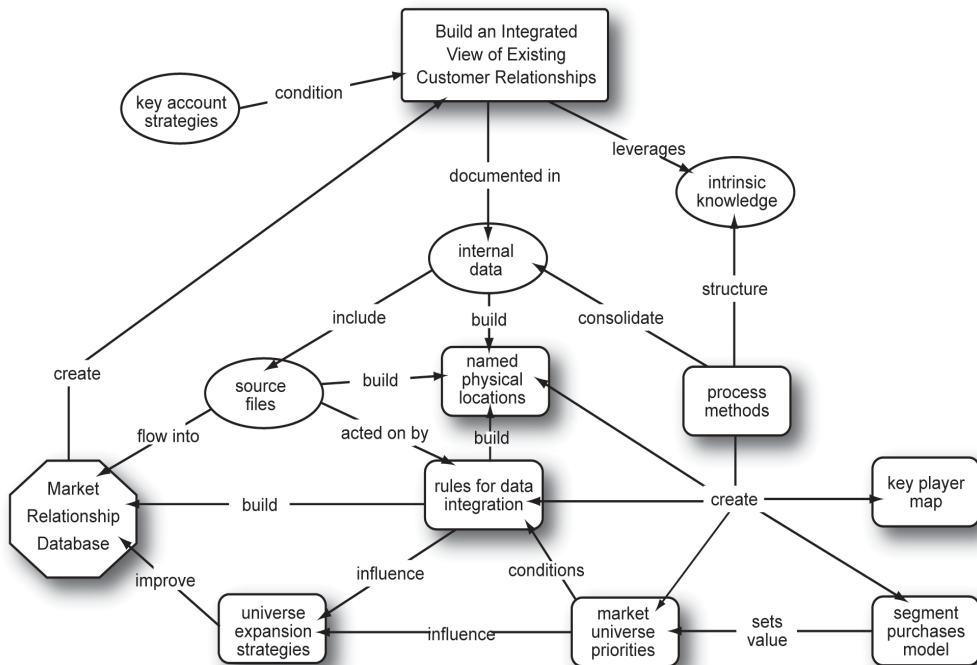 Build an Integrated
View of Existing
Customer Relationships
key account
strategies
condition
leverages
documented in
intrinsic
knowledge
internal
data
structure
include
build
consolidate
named
physical
locations
create
source
files
build
process
methods
flow into
acted on by
build
Market
Relationship
Database
rules for data
integration
build
create
key player
map
improve
influence
conditions
universe
expansion
strategies
influence
market
universe
priorities
sets
value
segment
purchases
model